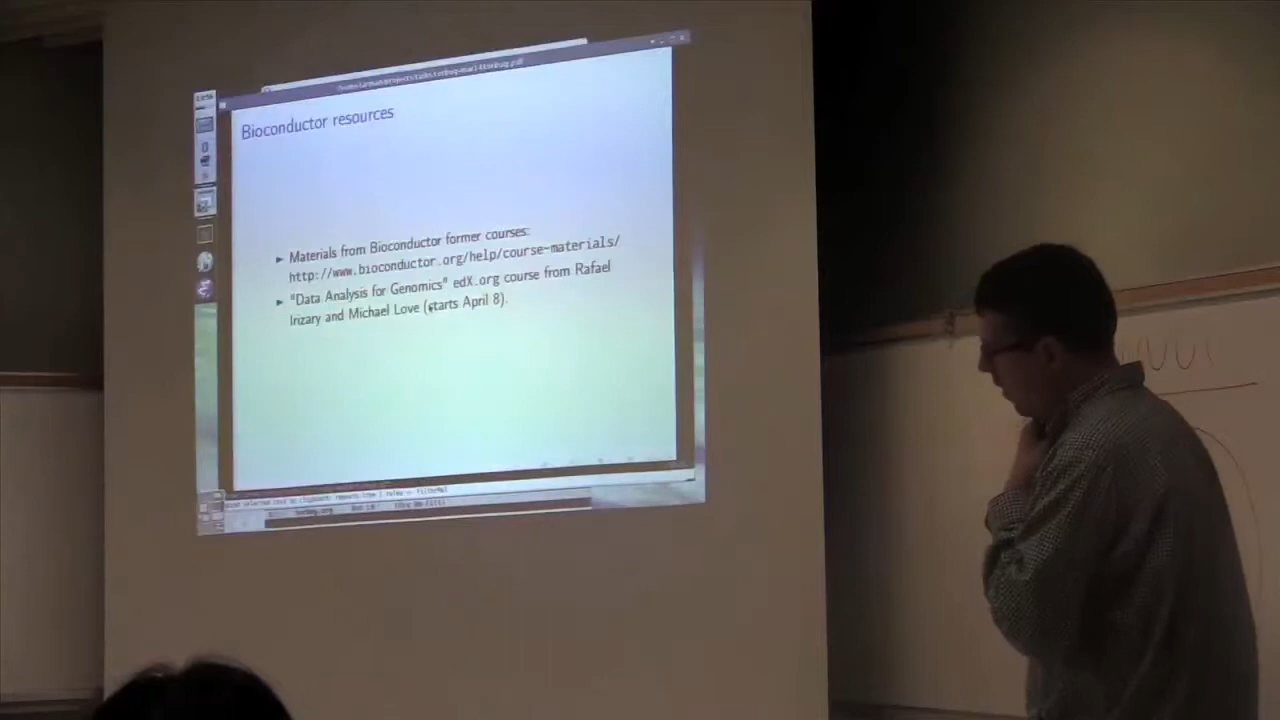 Bioconductor resources
► Materials from Bioconductor former courses:
http://www.bioconductor.org/help/course-materials/
► "Data Analysis for Genomics" edX.org course from Rafael
Irizary and Michael Love (starts April 8).